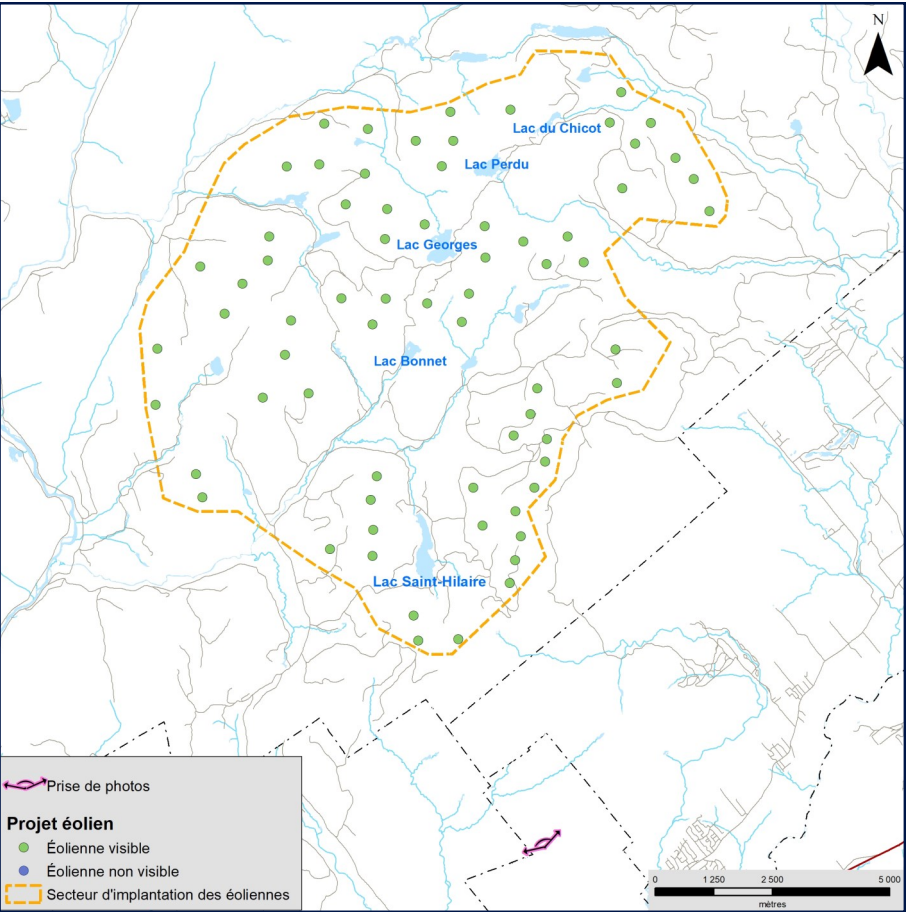 N
Lac du Chicot
Lac Perdu
Lac Georges
Lac Bonnet
Lac Saint-Hilaire
Prise de photos
Projet éolien
Éolienne visible
Éolienne non visible
Secteur d'implantation des éoliennes
0 1 250 2 500 5 000
mètres